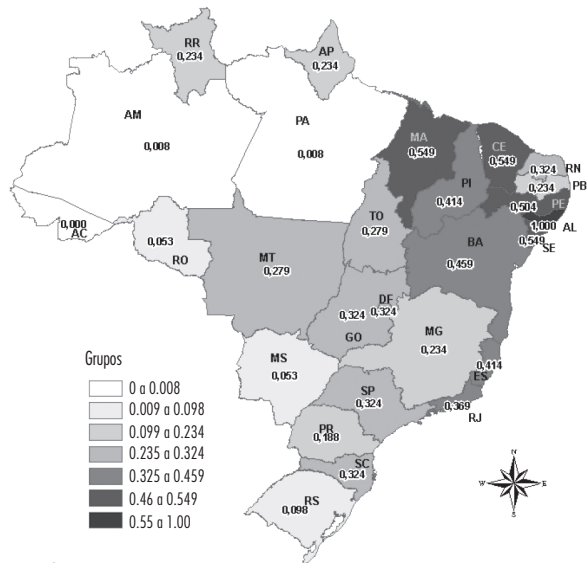 RR
0,234
AP
0,234
AM
0,008
PA
0,008
MA
0,549
CE
0,549
RN
0,324
PB
0,234
PI
0,414
PE
0,504
AL
1,000
SE
0,549
AC
0,000
RO
0,053
TO
0,279
MT
0,279
BA
0,459
DF
0,324
GO
0,324
MG
0,234
MS
0,053
ES
0,414
SP
0,324
RJ
0,369
PR
0,188
SC
0,324
RS
0,098
Grupos
0 a 0.008
0.009 a 0.098
0.099 a 0.234
0.235 a 0.324
0.325 a 0.459
0.46 a 0.549
0.55 a 1.00
N
W
E
S